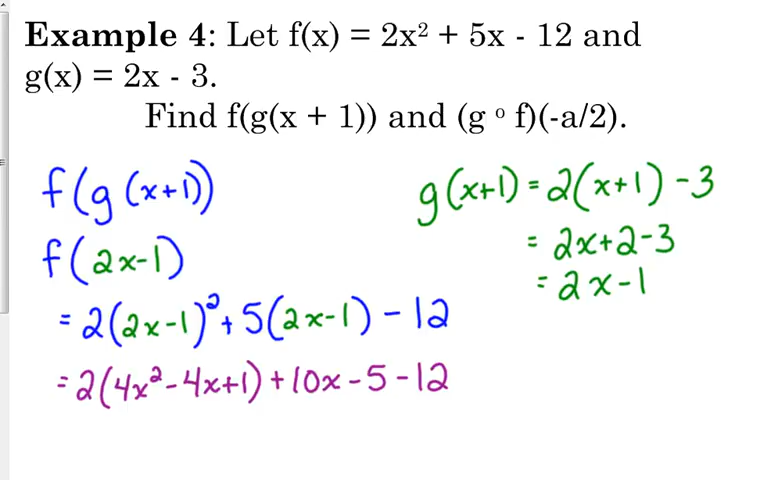 Example 4: Let f(x) = 2x² + 5x - 12 and
g(x) = 2x - 3.
Find f(g(x + 1)) and (g ∘ f)(-a/2).
f(g(x+1))
f(2x-1)
= 2(2x-1)² + 5(2x-1) - 12
= 2(4x² - 4x+1) + 10x - 5 - 12
g(x+1) = 2(x+1) - 3
= 2x+2-3
= 2x-1